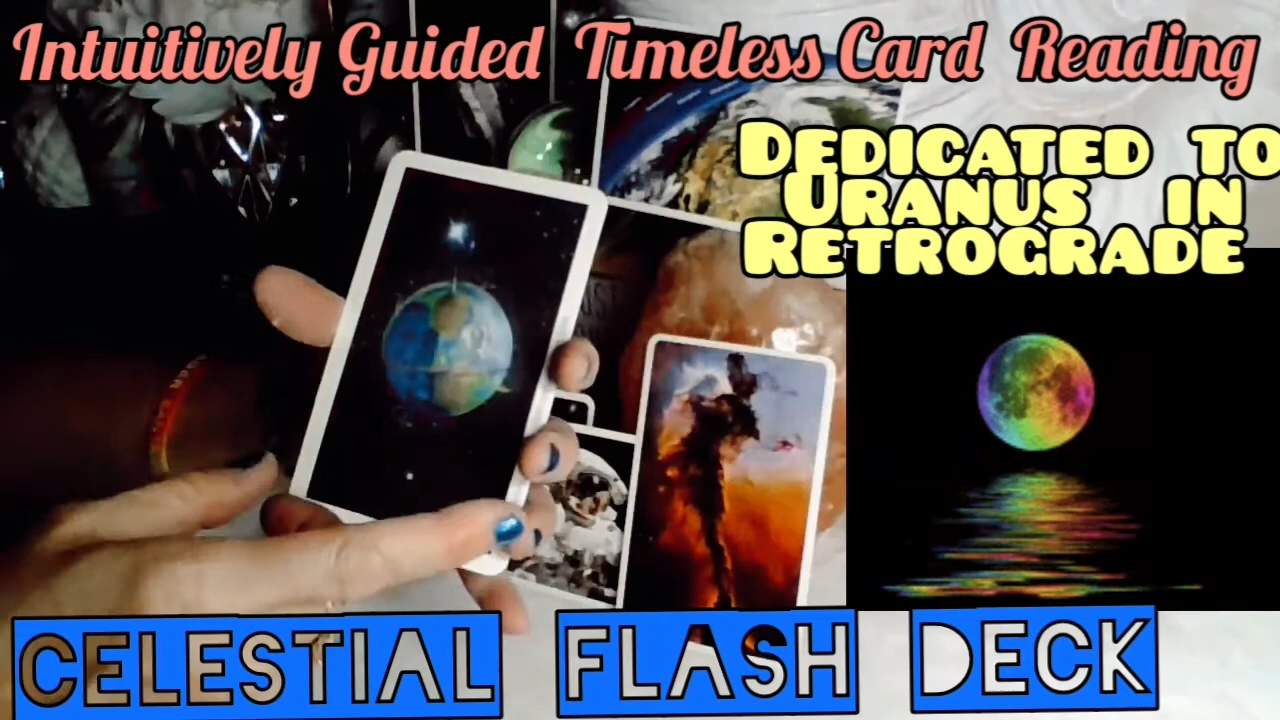 Intuitively Guided Timeless Card Reading
DEDICATED TO
URANUS IN
RETROGRADE
CELESTIAL FLASH DECK